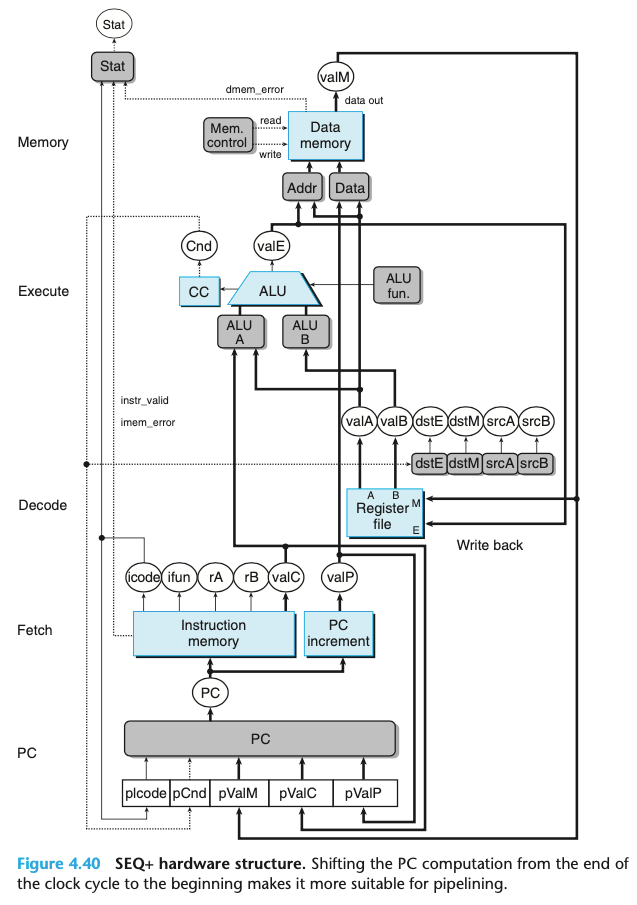 Stat
Stat
valM
dmem_error
data out
Mem.
control
read
write
Data
memory
Memory
Addr
Data
Cnd
valE
Execute
CC
ALU
ALU
fun.
ALU
A
ALU
B
instr_valid
imem_error
valA
valB
dstE
dstM
srcA
srcB
dstE
dstM
srcA
srcB
Decode
A
B
M
Register
file
E
Write back
icode
ifun
rA
rB
valC
valP
Fetch
Instruction
memory
PC
increment
PC
PC
PC
pIcode
pCnd
pValM
pValC
pValP
Figure 4.40 SEQ+ hardware structure. Shifting the PC computation from the end of
the clock cycle to the beginning makes it more suitable for pipelining.